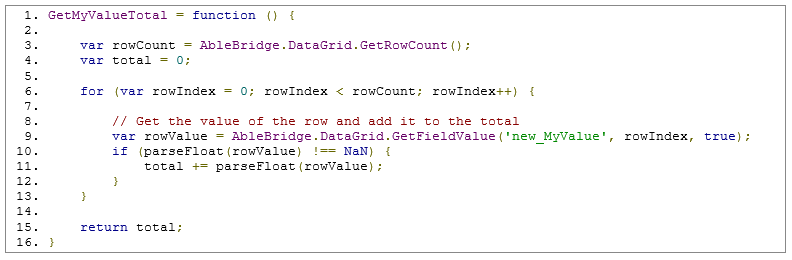 1. GetMyValueTotal = function () {
2.
3.     var rowCount = AbleBridge.DataGrid.GetRowCount();
4.     var total = 0;
5.
6.     for (var rowIndex = 0; rowIndex < rowCount; rowIndex++) {
7.
8.         // Get the value of the row and add it to the total
9.         var rowValue = AbleBridge.DataGrid.GetFieldValue('new_MyValue', rowIndex, true);
10.         if (parseFloat(rowValue) !== NaN) {
11.             total += parseFloat(rowValue);
12.         }
13.     }
14.
15.     return total;
16. }